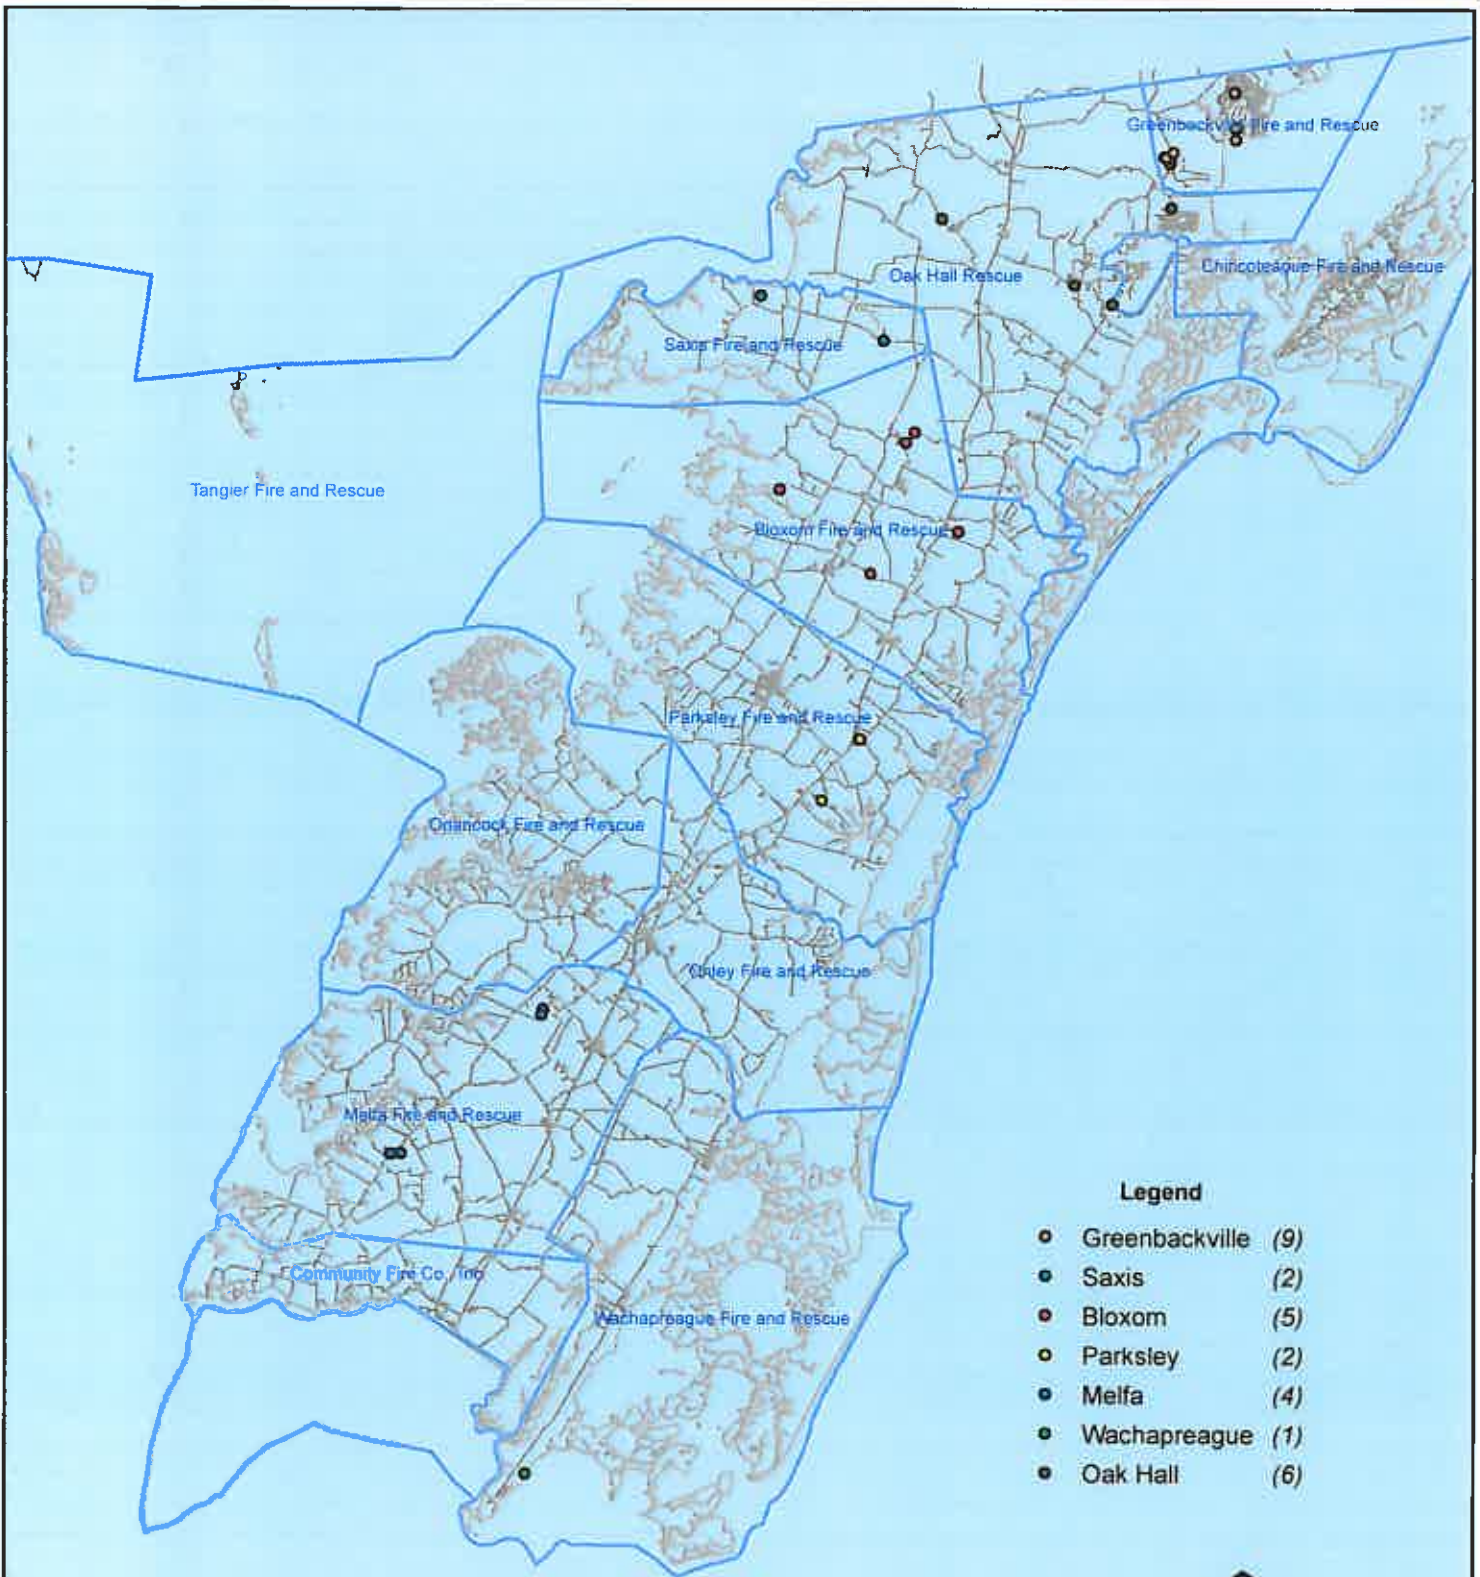 Greenbackville Fire and Rescue
Chincoteague Fire and Rescue
Oak Hall Rescue
Saxis Fire and Rescue
Tangier Fire and Rescue
Bloxom Fire and Rescue
Parksley Fire and Rescue
Onancock Fire and Rescue
Onley Fire and Rescue
Melfa Fire and Rescue
Community Fire Co., Inc
Wachapreague Fire and Rescue
Legend
Greenbackville (9)
Saxis (2)
Bloxom (5)
Parksley (2)
Melfa (4)
Wachapreague (1)
Oak Hall (6)